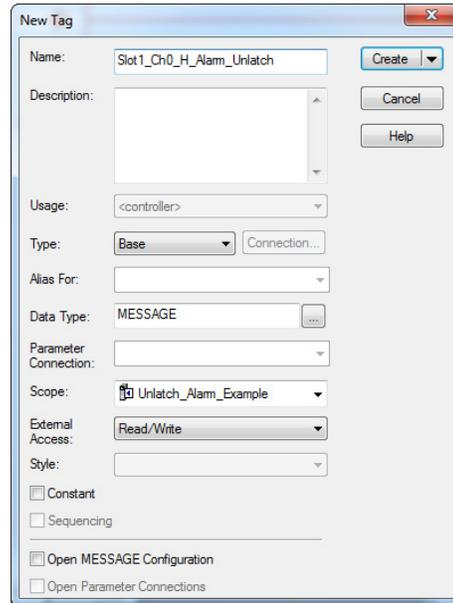 New Tag
Name: Slot1_Ch0_H_Alarm_Unlatch Create
Description: Cancel
Help
Usage: <controller>
Type: Base Connection...
Alias For:
Data Type: MESSAGE ...
Parameter
Connection:
Scope: Unlatch_Alarm_Example
External
Access: Read/Write
Style:
Constant
Sequencing
Open MESSAGE Configuration
Open Parameter Connections